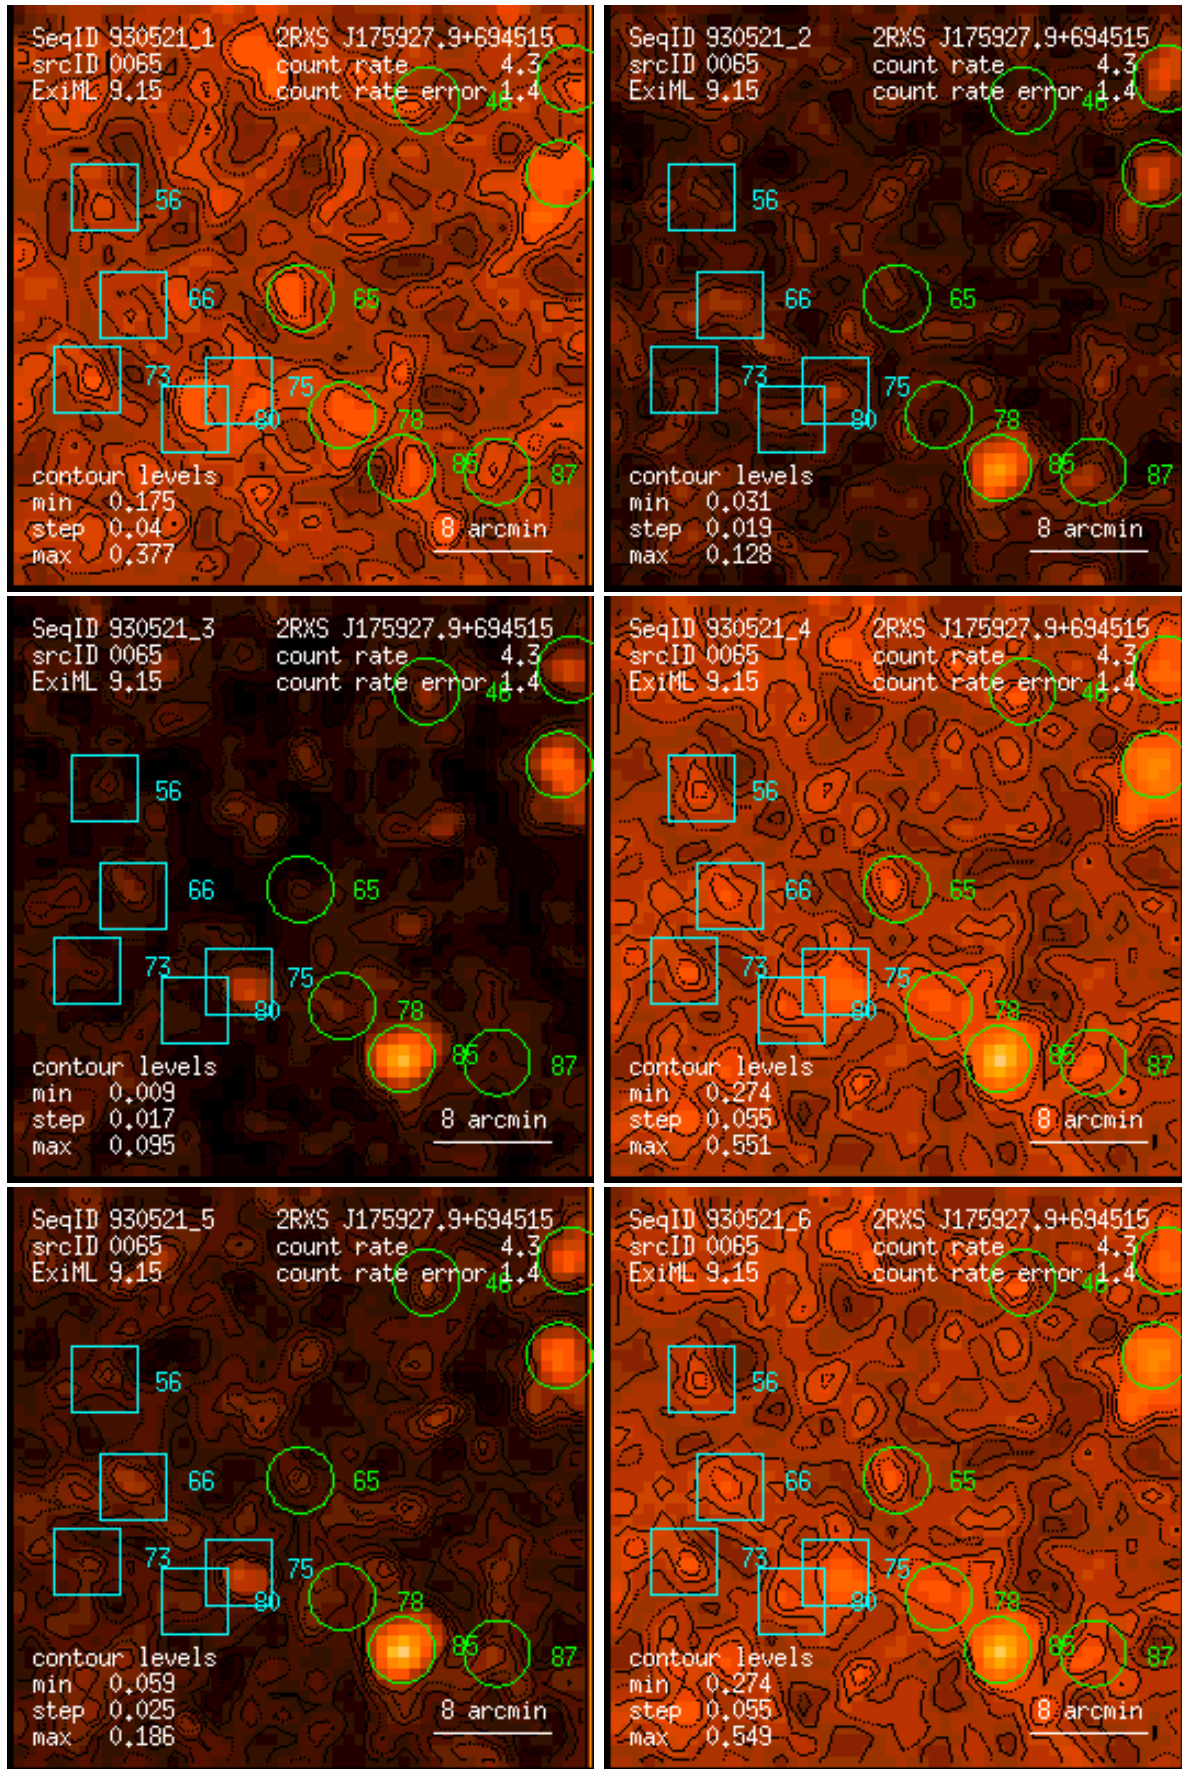 SeqID 930521_1 2RXS J175927.9+694515
srcID 0065 count rate 4.3
ExiML 9.15 count rate error 1.4
46
56
66 65
73 75
80 78
85 87
contour levels
min 0.175
step 0.04 8 arcmin
max 0.377
SeqID 930521_2 2RXS J175927.9+694515
srcID 0065 count rate 4.3
ExiML 9.15 count rate error 1.4
46
56
66 65
73 75
80 78
85 87
contour levels
min 0.031
step 0.019 8 arcmin
max 0.128
SeqID 930521_3 2RXS J175927.9+694515
srcID 0065 count rate 4.3
ExiML 9.15 count rate error 1.4
46
56
66 65
73 75
80 78
85 87
contour levels
min 0.009
step 0.017 8 arcmin
max 0.095
SeqID 930521_4 2RXS J175927.9+694515
srcID 0065 count rate 4.3
ExiML 9.15 count rate error 1.4
46
56
66 65
73 75
80 78
85 87
contour levels
min 0.274
step 0.055 8 arcmin
max 0.551
SeqID 930521_5 2RXS J175927.9+694515
srcID 0065 count rate 4.3
ExiML 9.15 count rate error 1.4
46
56
66 65
73 75
80 78
85 87
contour levels
min 0.059
step 0.025 8 arcmin
max 0.186
SeqID 930521_6 2RXS J175927.9+694515
srcID 0065 count rate 4.3
ExiML 9.15 count rate error 1.4
46
56
66 65
73 75
80 78
85 87
contour levels
min 0.274
step 0.055 8 arcmin
max 0.549